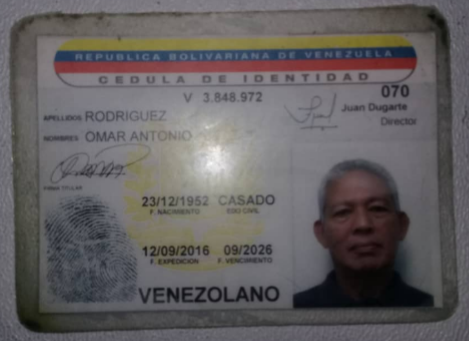 REPUBLICA BOLIVARIANA DE VENEZUELA
CEDULA DE IDENTIDAD
V 3.848.972
070
Juan Dugarte
Director
APELLIDOS RODRIGUEZ
NOMBRES OMAR ANTONIO
FIRMA TITULAR
23/12/1952 CASADO
F. NACIMIENTO EDO CIVIL
12/09/2016 09/2026
F. EXPEDICION F. VENCIMIENTO
VENEZOLANO